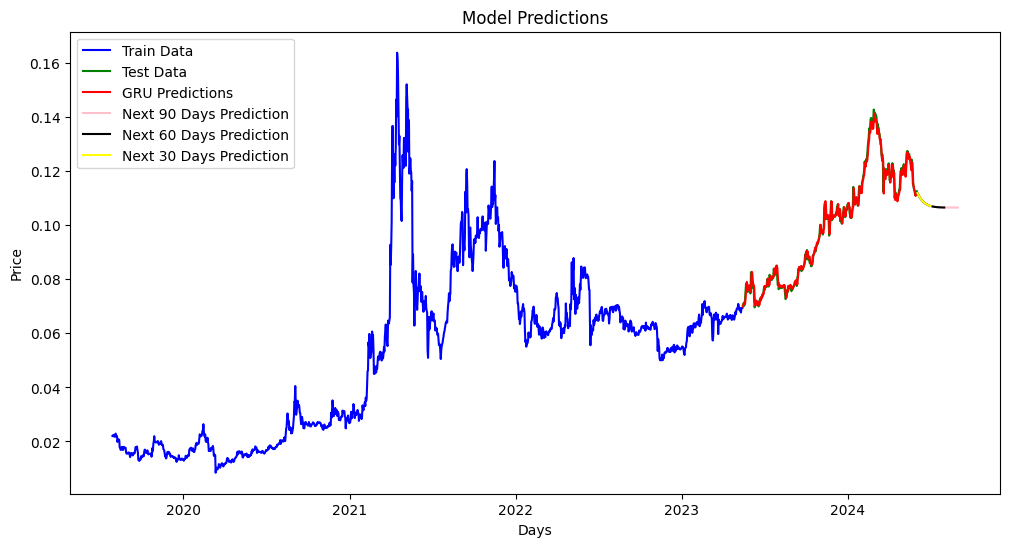 Model Predictions
Train Data
Test Data
GRU Predictions
Next 90 Days Prediction
Next 60 Days Prediction
Next 30 Days Prediction
Price
0.16
0.14
0.12
0.10
0.08
0.06
0.04
0.02
2020
2021
2022
2023
2024
Days